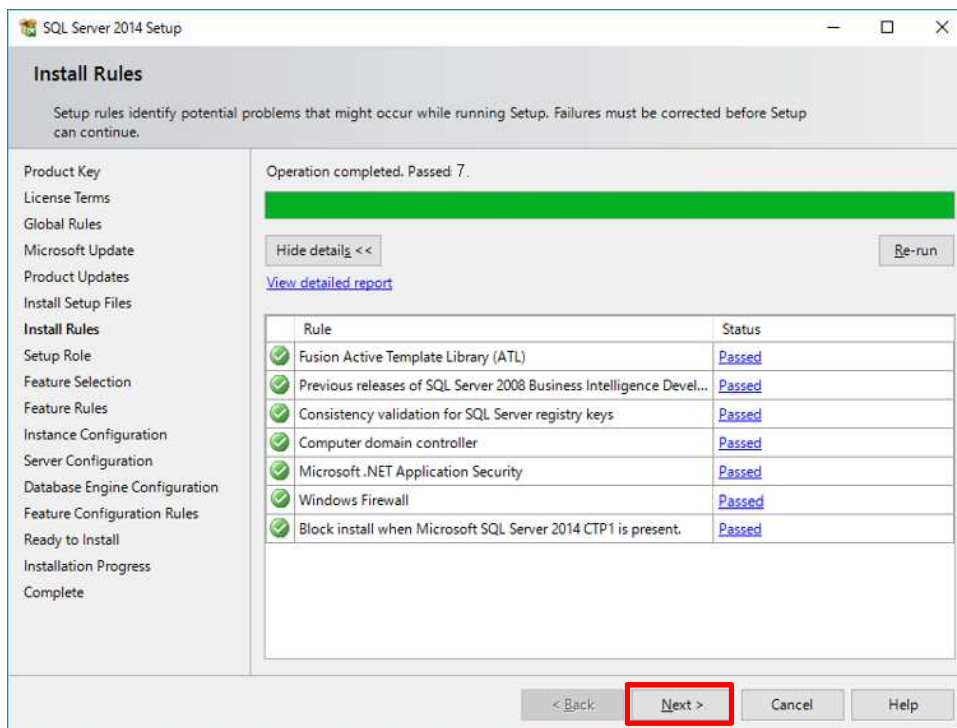 SQL Server 2014 Setup
Install Rules
Setup rules identify potential problems that might occur while running Setup. Failures must be corrected before Setup
can continue.
Product Key
License Terms
Global Rules
Microsoft Update
Product Updates
Install Setup Files
Install Rules
Setup Role
Feature Selection
Feature Rules
Instance Configuration
Server Configuration
Database Engine Configuration
Feature Configuration Rules
Ready to Install
Installation Progress
Complete
Operation completed. Passed 7.
Hide details <<
Re-run
View detailed report
Rule Status
Fusion Active Template Library (ATL) Passed
Previous releases of SQL Server 2008 Business Intelligence Devel... Passed
Consistency validation for SQL Server registry keys Passed
Computer domain controller Passed
Microsoft .NET Application Security Passed
Windows Firewall Passed
Block install when Microsoft SQL Server 2014 CTP1 is present. Passed
< Back Next > Cancel Help